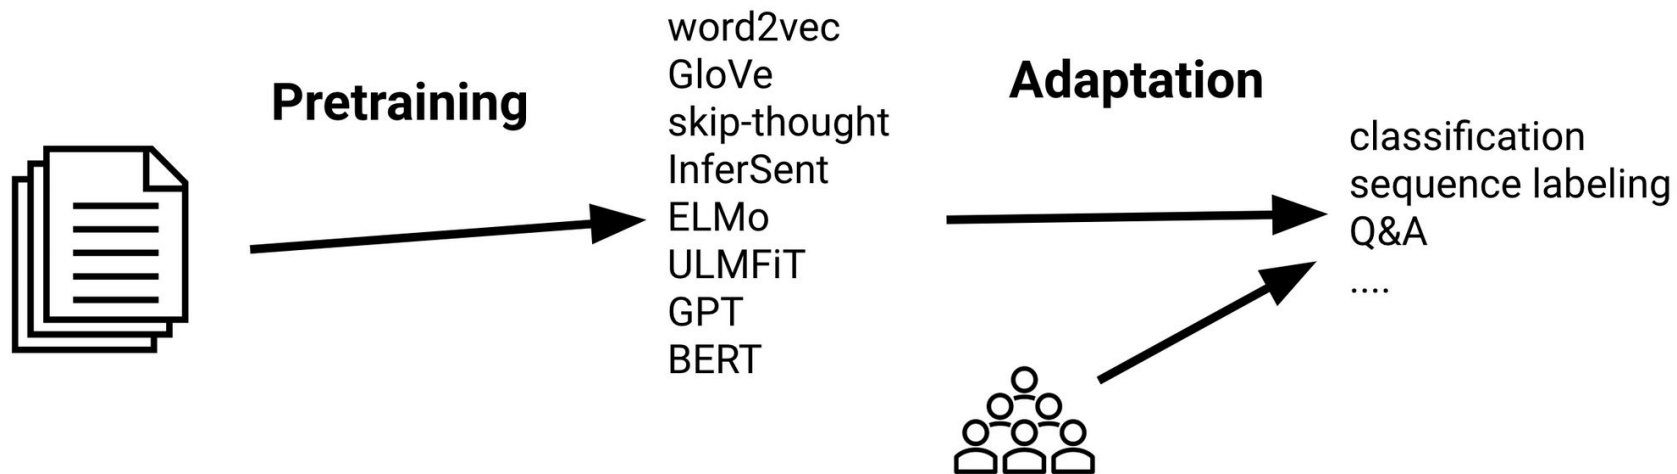 Pretraining
word2vec
GloVe
skip-thought
InferSent
ELMo
ULMFiT
GPT
BERT
Adaptation
classification
sequence labeling
Q&A
....